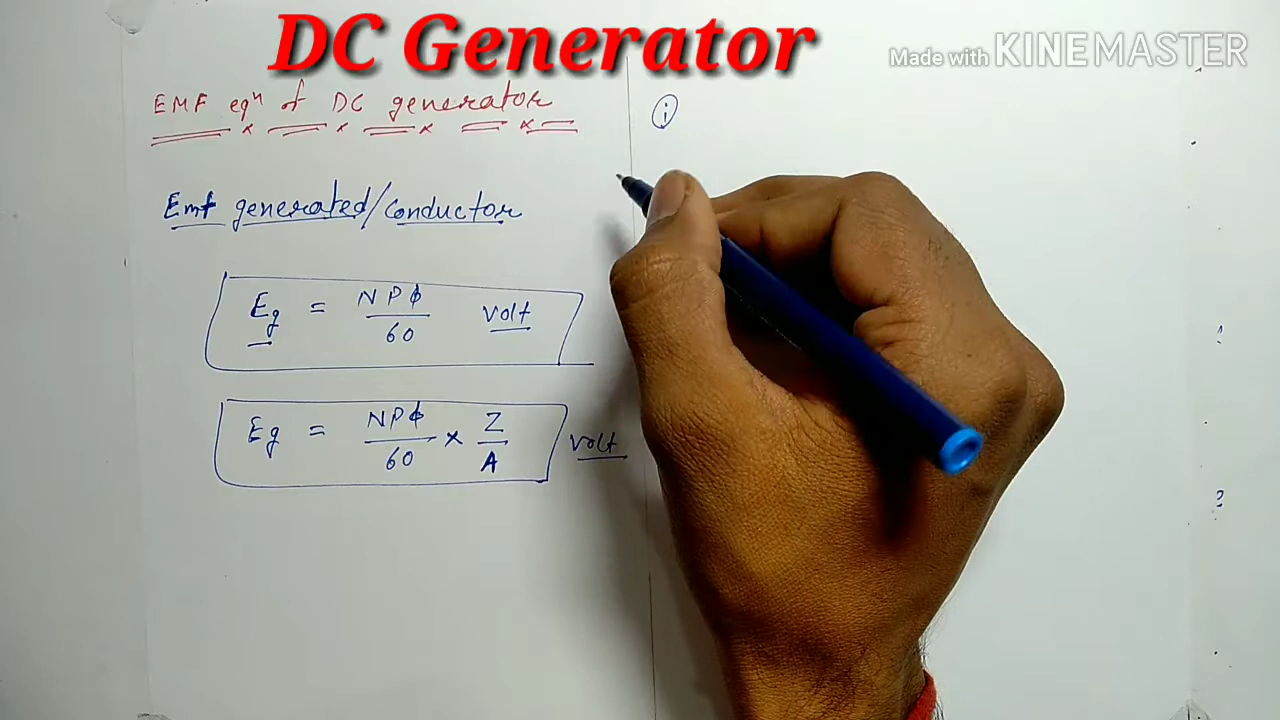 DC Generator
Made with KINEMASTER
EMF eqⁿ of DC generator
i
Emf generated/conductor
Eg = NPϕ/60 volt
Eg = NPϕ/60 × Z/A volt